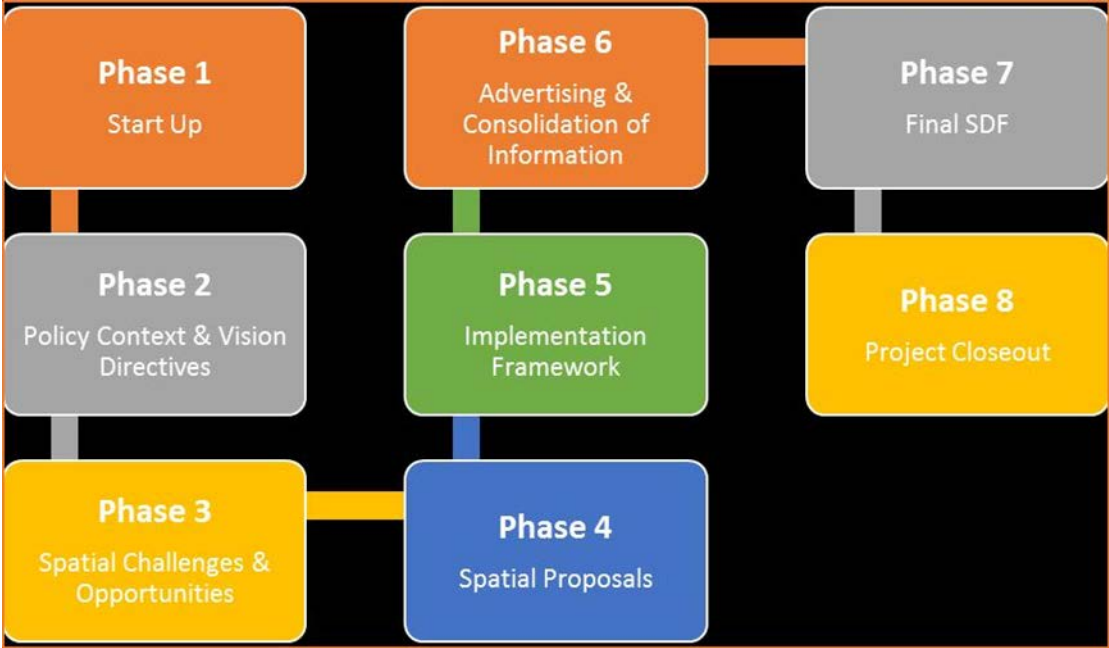 Phase 1
Start Up
Phase 2
Policy Context & Vision
Directives
Phase 3
Spatial Challenges &
Opportunities
Phase 4
Spatial Proposals
Phase 5
Implementation
Framework
Phase 6
Advertising &
Consolidation of
Information
Phase 7
Final SDF
Phase 8
Project Closeout